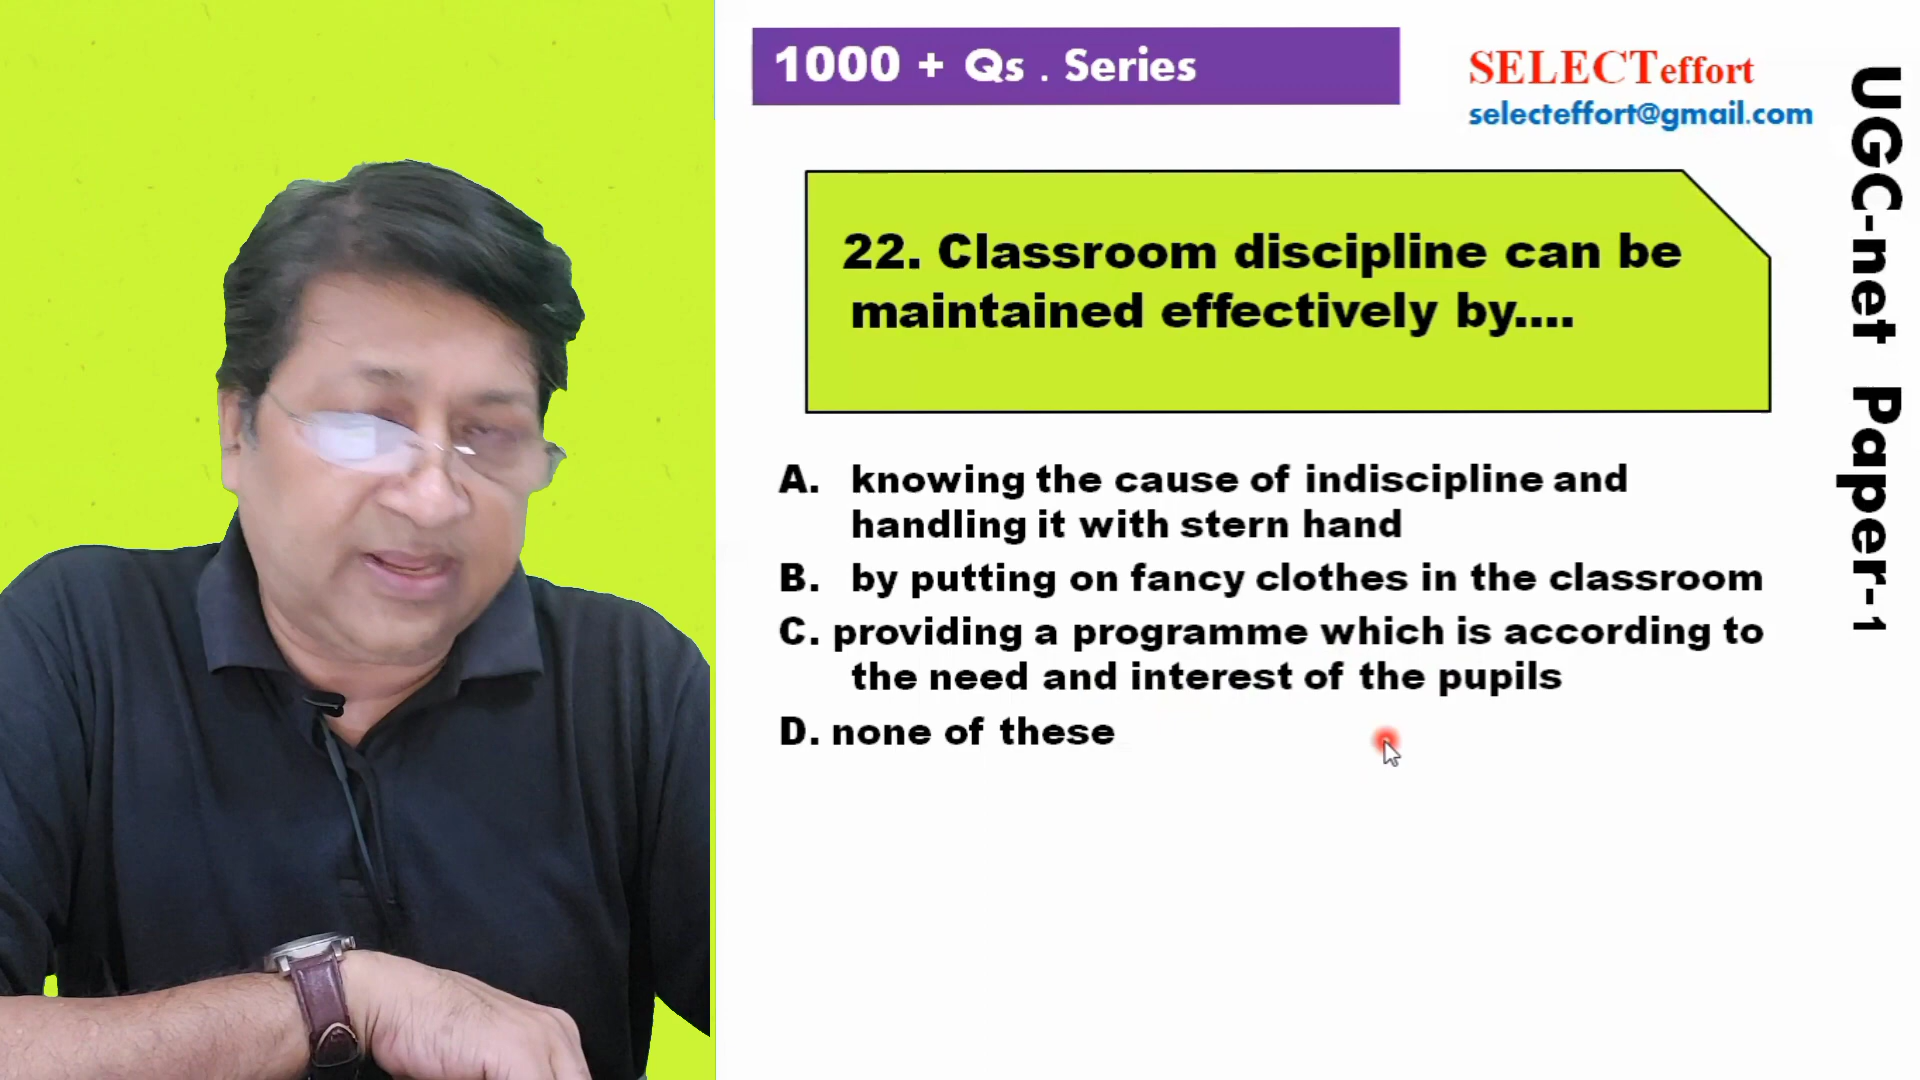 1000 + Qs . Series
SELECTeffort
selecteffort@gmail.com
22. Classroom discipline can be
maintained effectively by....
A. knowing the cause of indiscipline and
handling it with stern hand
B. by putting on fancy clothes in the classroom
C. providing a programme which is according to
the need and interest of the pupils
D. none of these
UGC-net Paper-1